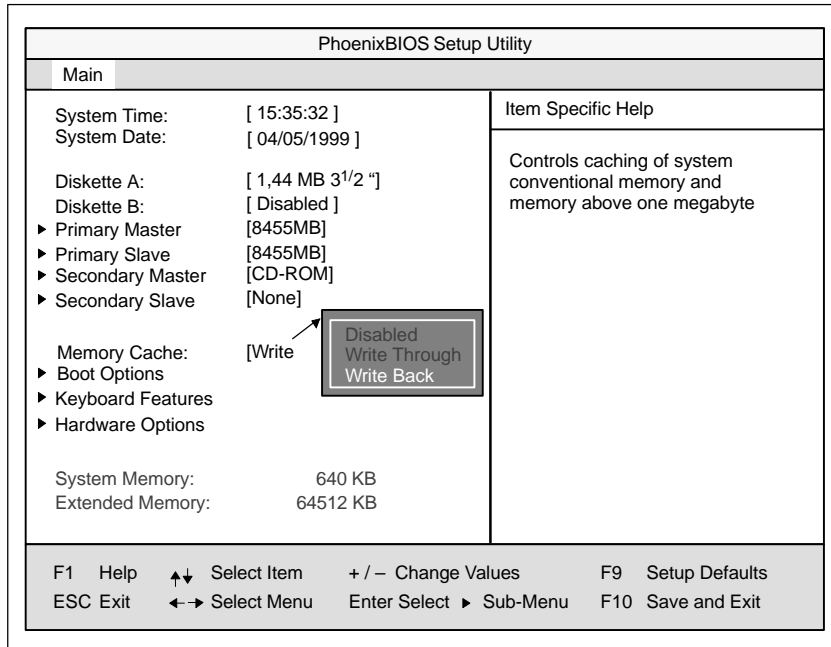 PhoenixBIOS Setup Utility
Main
System Time: [ 15:35:32 ]
System Date: [ 04/05/1999 ]
Diskette A: [ 1,44 MB 3 1/2 “]
Diskette B: [ Disabled ]
Primary Master [8455MB]
Primary Slave [8455MB]
Secondary Master [CD-ROM]
Secondary Slave [None]
Memory Cache: [Write
Disabled
Write Through
Write Back
Boot Options
Keyboard Features
Hardware Options
System Memory: 640 KB
Extended Memory: 64512 KB
Item Specific Help
Controls caching of system
conventional memory and
memory above one megabyte
F1 Help Select Item + / – Change Values F9 Setup Defaults
ESC Exit Select Menu Enter Select Sub-Menu F10 Save and Exit